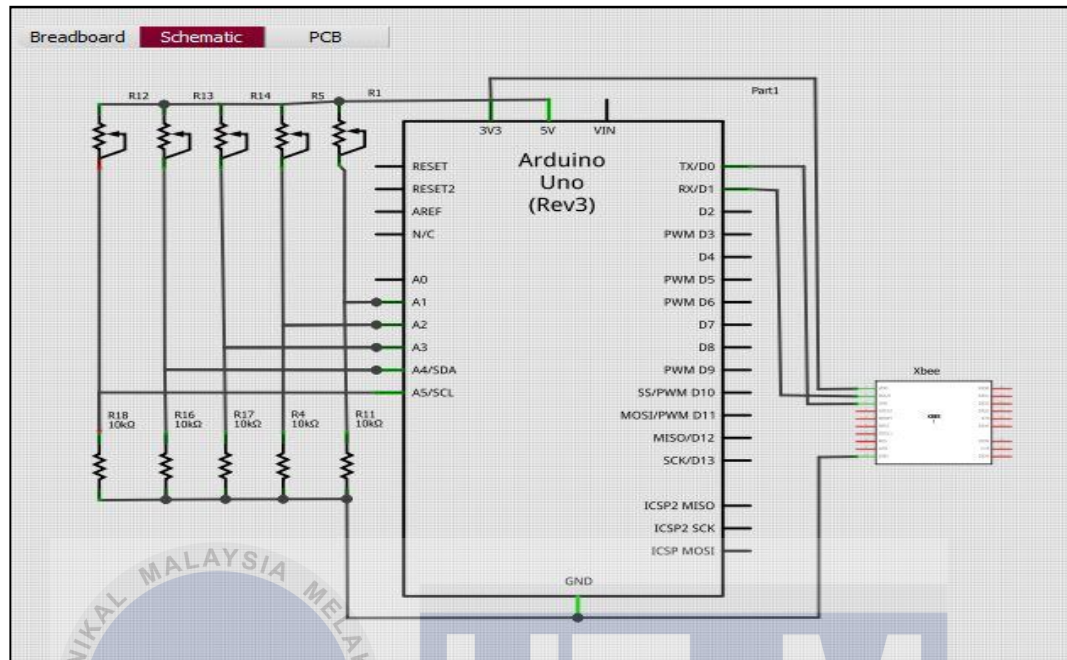 Breadboard Schematic PCB
R12 R13 R14 R5 R1
Part1
3V3 5V VIN
Arduino
Uno
(Rev3)
RESET
RESET2
AREF
N/C
A0
A1
A2
A3
A4/SDA
A5/SCL
TX/D0
RX/D1
D2
PWM D3
D4
PWM D5
PWM D6
D7
D8
PWM D9
SS/PWM D10
MOSI/PWM D11
MISO/D12
SCK/D13
ICSP2 MISO
ICSP2 SCK
ICSP MOSI
GND
Xbee
R18
10kΩ
R16
10kΩ
R17
10kΩ
R4
10kΩ
R11
10kΩ
NIKAL MALAYSIA MELAK